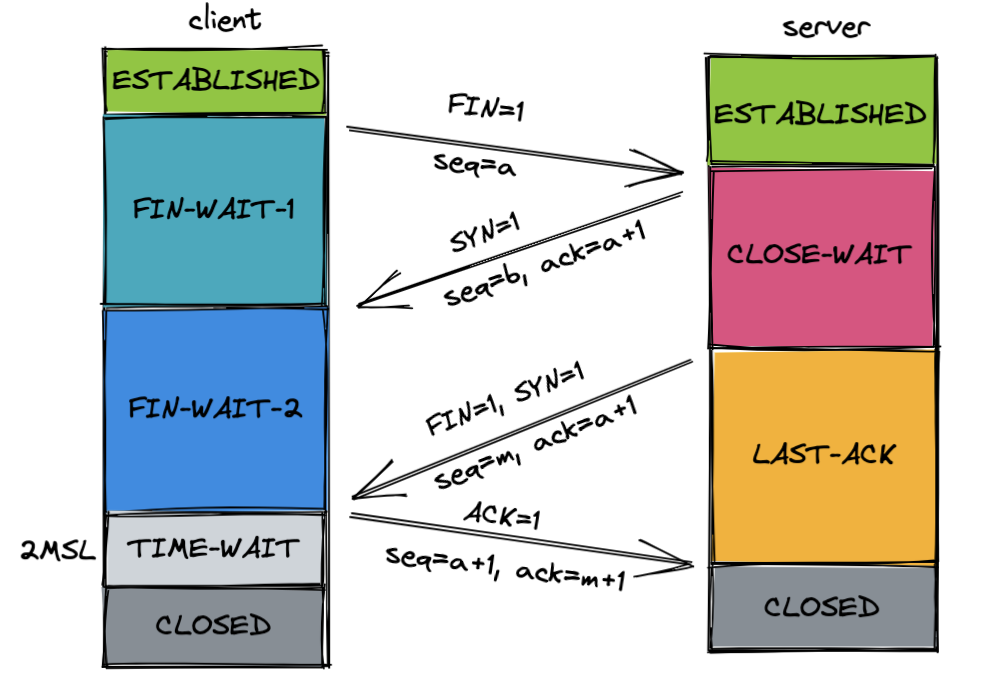 client
server
ESTABLISHED
ESTABLISHED
FIN=1
seq=a
FIN-WAIT-1
SYN=1
seq=b, ack=a+1
CLOSE-WAIT
FIN-WAIT-2
FIN=1, SYN=1
seq=m, ack=a+1
LAST-ACK
ACK=1
seq=a+1, ack=m+1
2MSL
TIME-WAIT
CLOSED
CLOSED